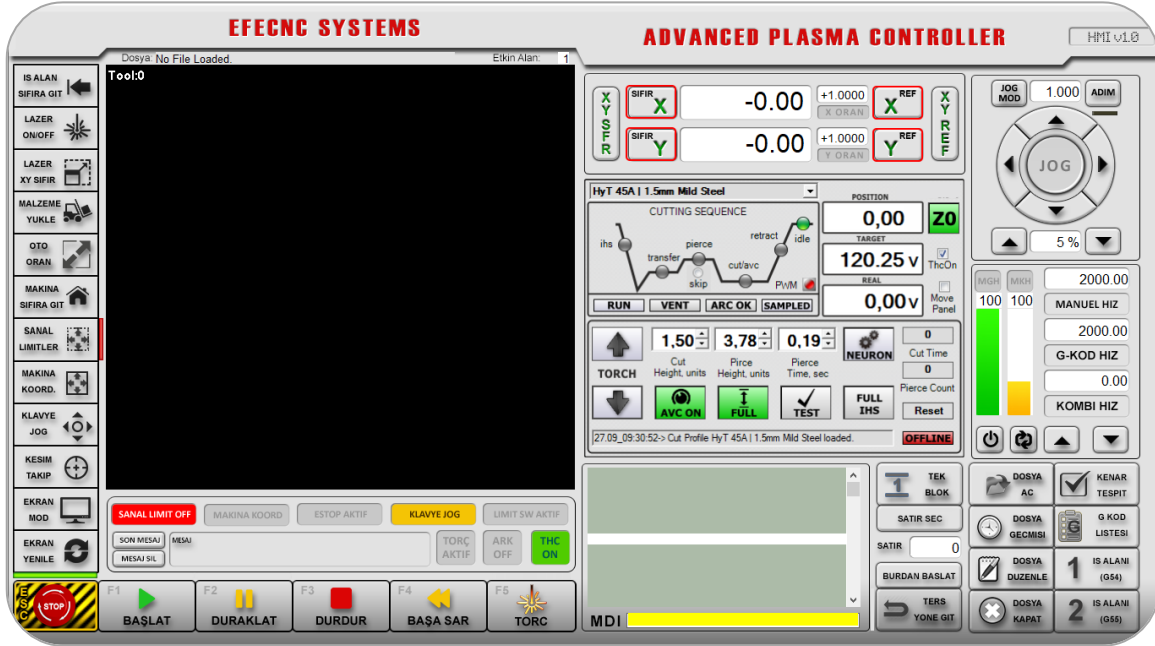 EFECNC SYSTEMS
ADVANCED PLASMA CONTROLLER
HMI v1.0
Dosya: No File Loaded.
Etkin Alan: 1
Tool:0
IS ALAN
SIFIRA GIT
LAZER
ON/OFF
LAZER
XY SIFIR
MALZEME
YUKLE
OTO
ORAN
MAKINA
SIFIRA GIT
SANAL
LIMITLER
MAKINA
KOORD.
KLAVYE
JOG
KESIM
TAKIP
EKRAN
MOD
EKRAN
YENILE
SANAL LIMIT OFF
MAKINA KOORD
ESTOP AKTIF
KLAVYE JOG
LIMIT SW AKTIF
SON MESAJ
MESAJ
MESAJ SIL
TORÇ
AKTIF
ARK
OFF
THC
ON
ESC
STOP
F1
BAŞLAT
F2
DURAKLAT
F3
DURDUR
F4
BAŞA SAR
F5
TORC
XY SFR
SIFIR X
-0.00
+1.0000
X ORAN
X REF
SIFIR Y
-0.00
+1.0000
Y ORAN
Y REF
XY REF
HyT 45A | 1.5mm Mild Steel
CUTTING SEQUENCE
ihs
transfer
pierce
skip
cut/avc
retract
idle
PWM
RUN
VENT
ARC OK
SAMPLED
POSITION
0,00
Z0
TARGET
120.25 v
ThcOn
REAL
0,00 v
Move
Panel
TORCH
1,50
Cut
Height, units
3,78
Pirce
Height, units
0,19
Pierce
Time, sec
NEURON
0
Cut Time
0
Pierce Count
AVC ON
FULL
TEST
FULL
IHS
Reset
27.09_09:30:52-> Cut Profile HyT 45A | 1.5mm Mild Steel loaded.
OFFLINE
MDI
JOG
MOD
1.000
ADIM
JOG
5 %
MGH
MKH
100
100
2000.00
MANUEL HIZ
2000.00
G-KOD HIZ
0.00
KOMBI HIZ
1
TEK
BLOK
SATIR SEC
SATIR
0
BURDAN BASLAT
TERS
YONE GIT
DOSYA
AC
KENAR
TESPIT
DOSYA
GECMISI
G
G KOD
LISTESI
DOSYA
DUZENLE
1
IS ALANI
(G54)
DOSYA
KAPAT
2
IS ALANI
(G55)